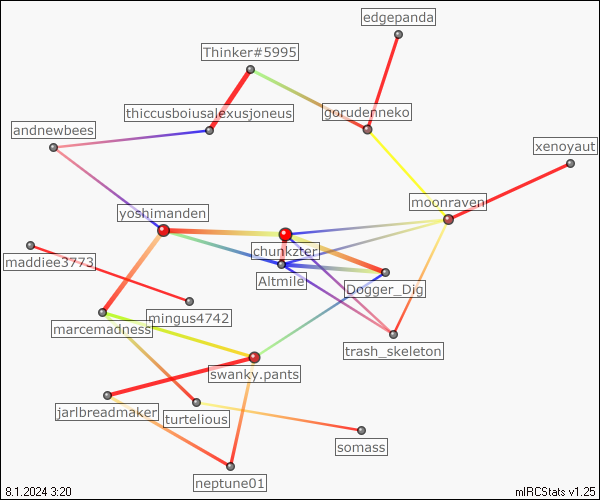 edgepanda
Thinker#5995
thiccusboiusalexusjoneus
gorudenneko
andnewbees
xenoyaut
moonraven
yoshimanden
chunkzter
maddiee3773
Altmile
Dogger_Dig
mingus4742
marcemadness
trash_skeleton
swanky.pants
jarlbreadmaker
turtelious
somass
neptune01
8.1.2024 3:20
mIRCStats v1.25